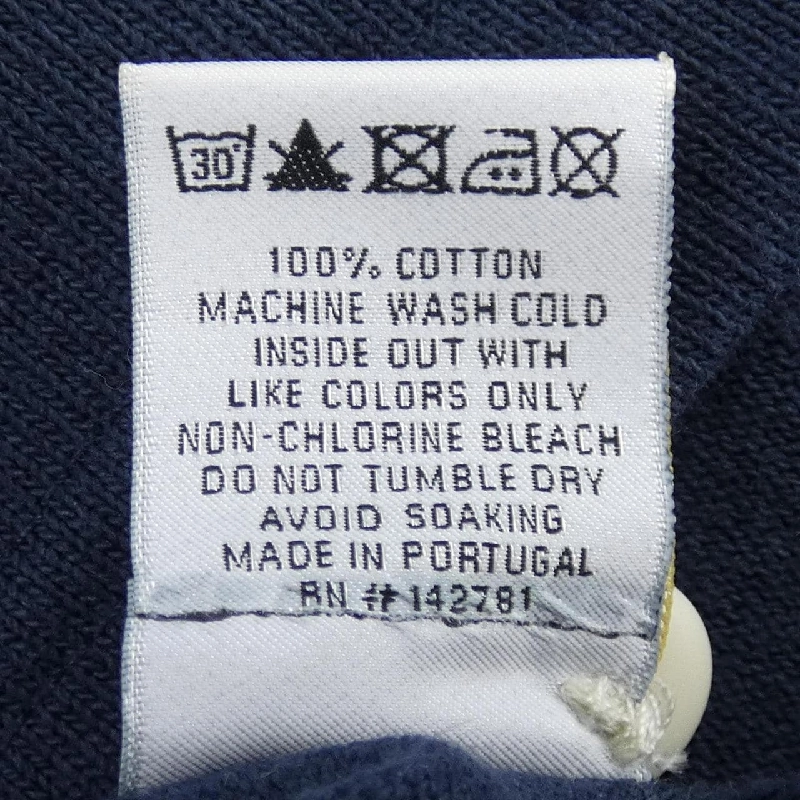 30°
100% COTTON
MACHINE WASH COLD
INSIDE OUT WITH
LIKE COLORS ONLY
NON-CHLORINE BLEACH
DO NOT TUMBLE DRY
AVOID SOAKING
MADE IN PORTUGAL
RN # 142781